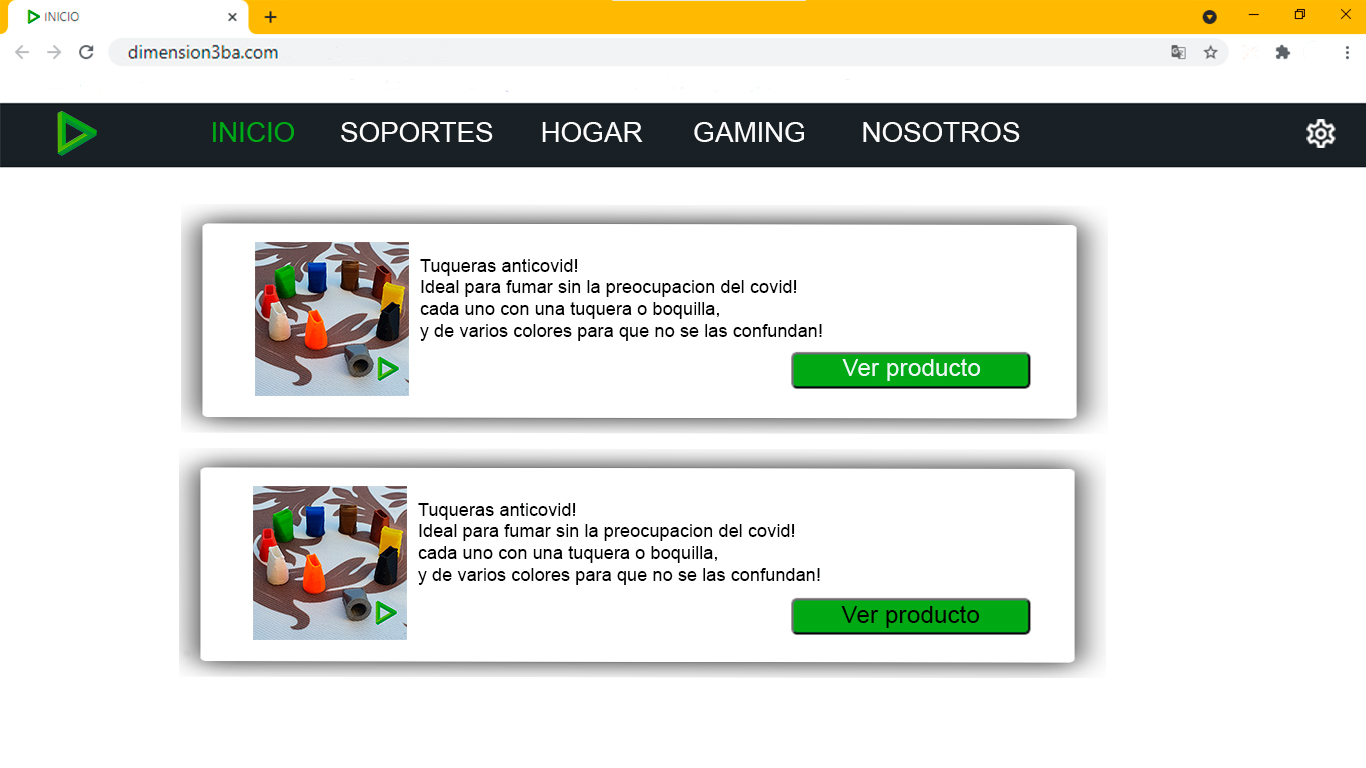 INICIO
dimension3ba.com
INICIO SOPORTES HOGAR GAMING NOSOTROS
Tuqueras anticovid!
Ideal para fumar sin la preocupacion del covid!
cada uno con una tuquera o boquilla,
y de varios colores para que no se las confundan!
Ver producto
Tuqueras anticovid!
Ideal para fumar sin la preocupacion del covid!
cada uno con una tuquera o boquilla,
y de varios colores para que no se las confundan!
Ver producto